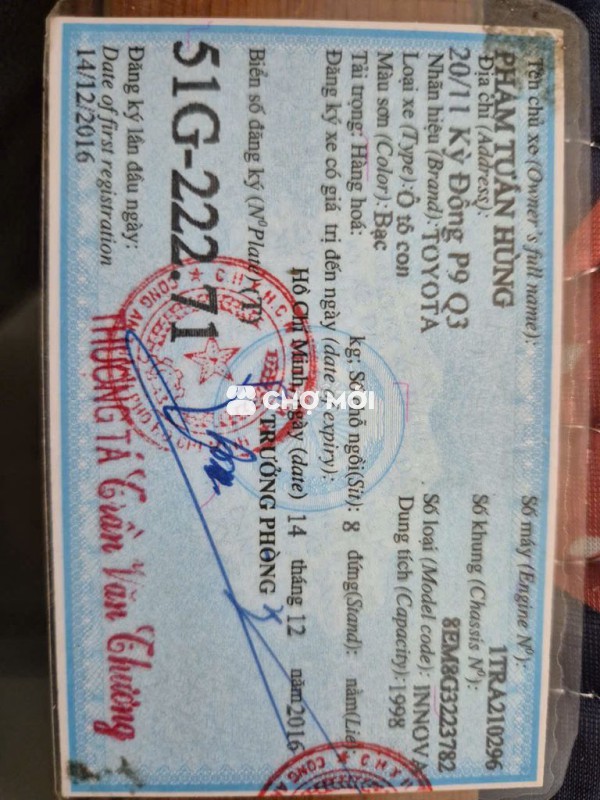 Tên chủ xe (Owner's full name):
PHẠM TUẤN HÙNG
Địa chỉ (Address):
20/11 Kỳ Đồng P9 Q3
Nhãn hiệu (Brand): TOYOTA
Loại xe (Type): Ô tô con
Màu sơn (Color): Bạc
Số máy (Engine Nº):
1TRA210296
Số khung (Chassis Nº):
8EM8G3223782
Số loại (Model code): INNOVA
Dung tích (Capacity): 1998
Tải trọng: Hàng hoá: kg: Số chỗ ngồi(Sit): 8 đứng(Stand): nằm(Lie):
Đăng ký xe có giá trị đến ngày (date of expiry):
Hồ Chí Minh, ngày (date) 14 tháng 12 năm 2016
Biển số đăng ký (Nº Plate) (T)
TRƯỞNG PHÒNG
51G-222.71
CHỢ MỚI
Đăng ký lần đầu ngày:
Date of first registration
14/12/2016
THƯỢNG TÁ Trần Văn Thương